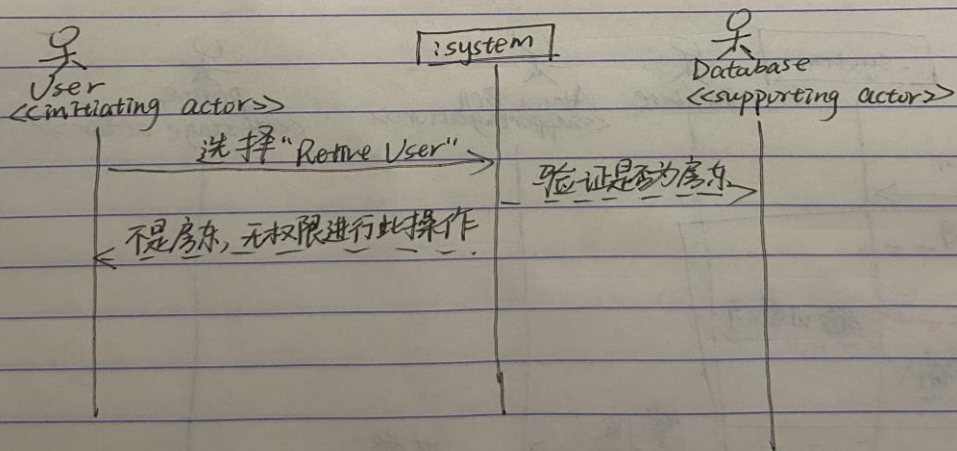 :system
User
<<initiating actor>>
Database
<<supporting actor>>
选择"Retire User"
验证是否为房东
不是房东,无权限进行此操作